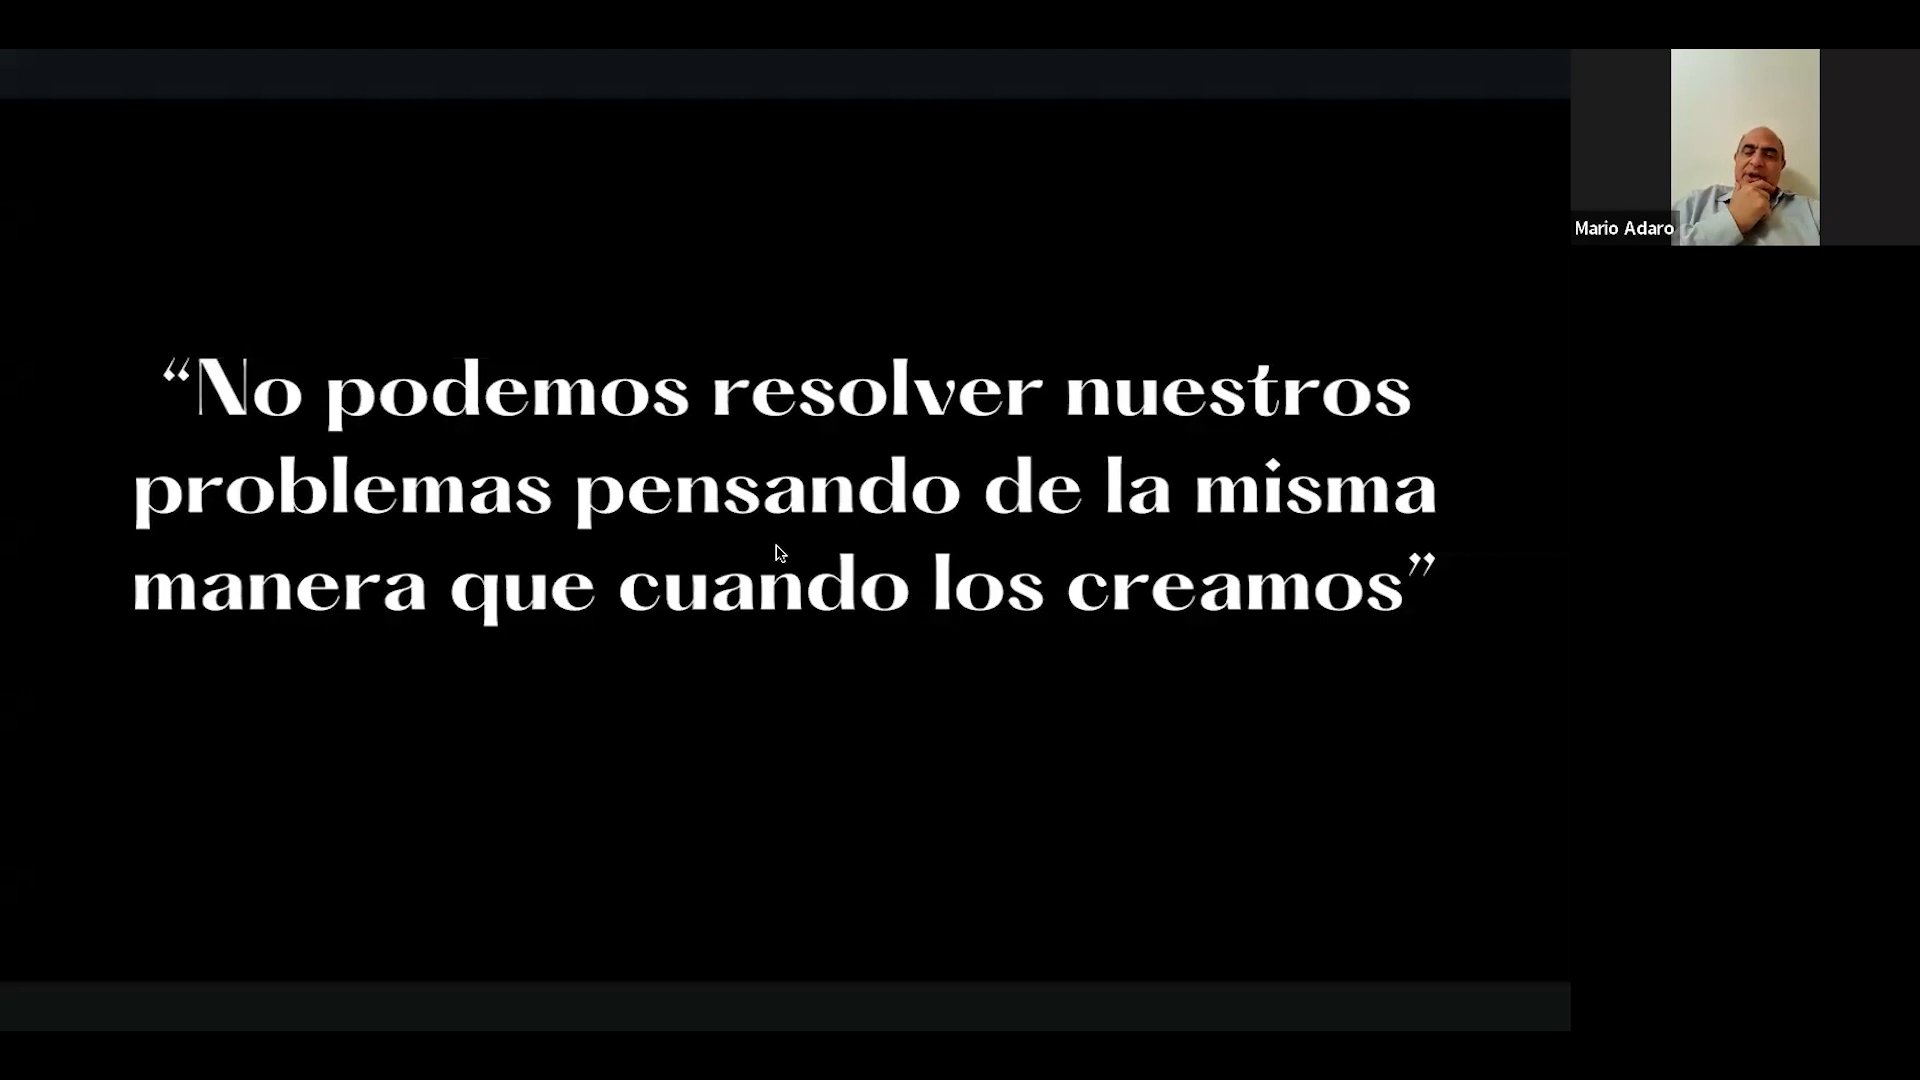 “No podemos resolver nuestros
problemas pensando de la misma
manera que cuando los creamos”
Mario Adaro